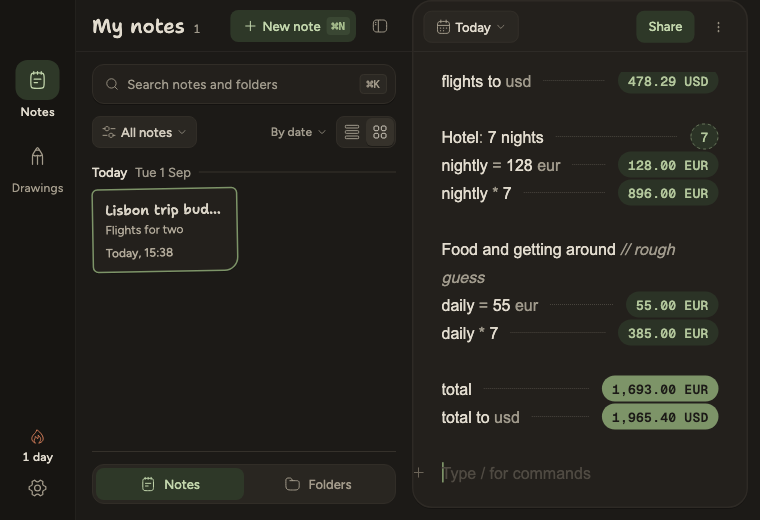 My notes 1
New note ⌘N
Today
Share
Notes
Drawings
Search notes and folders ⌘K
All notes
By date
Today Tue 1 Sep
Lisbon trip bud...
Flights for two
Today, 15:38
1 day
Notes
Folders
flights to usd 478.29 USD
Hotel: 7 nights 7
nightly = 128 eur 128.00 EUR
nightly * 7 896.00 EUR
Food and getting around // rough
guess
daily = 55 eur 55.00 EUR
daily * 7 385.00 EUR
total 1,693.00 EUR
total to usd 1,965.40 USD
Type / for commands